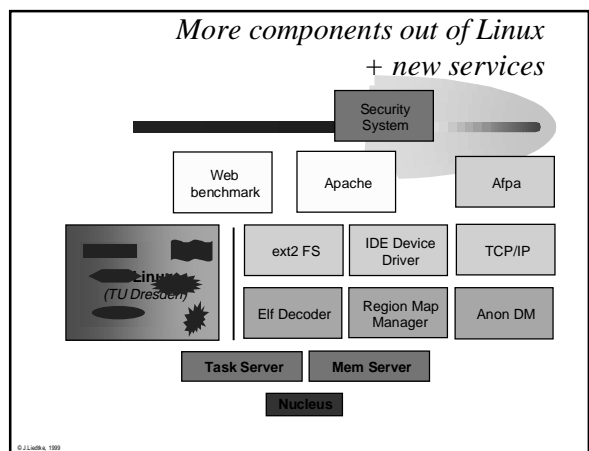 More components out of Linux
+ new services
Security
System
Web
benchmark
Apache
Afpa
Linux
(TU Dresden)
ext2 FS
IDE Device
Driver
TCP/IP
Elf Decoder
Region Map
Manager
Anon DM
Task Server
Mem Server
Nucleus
© J.Liedtke, 1999